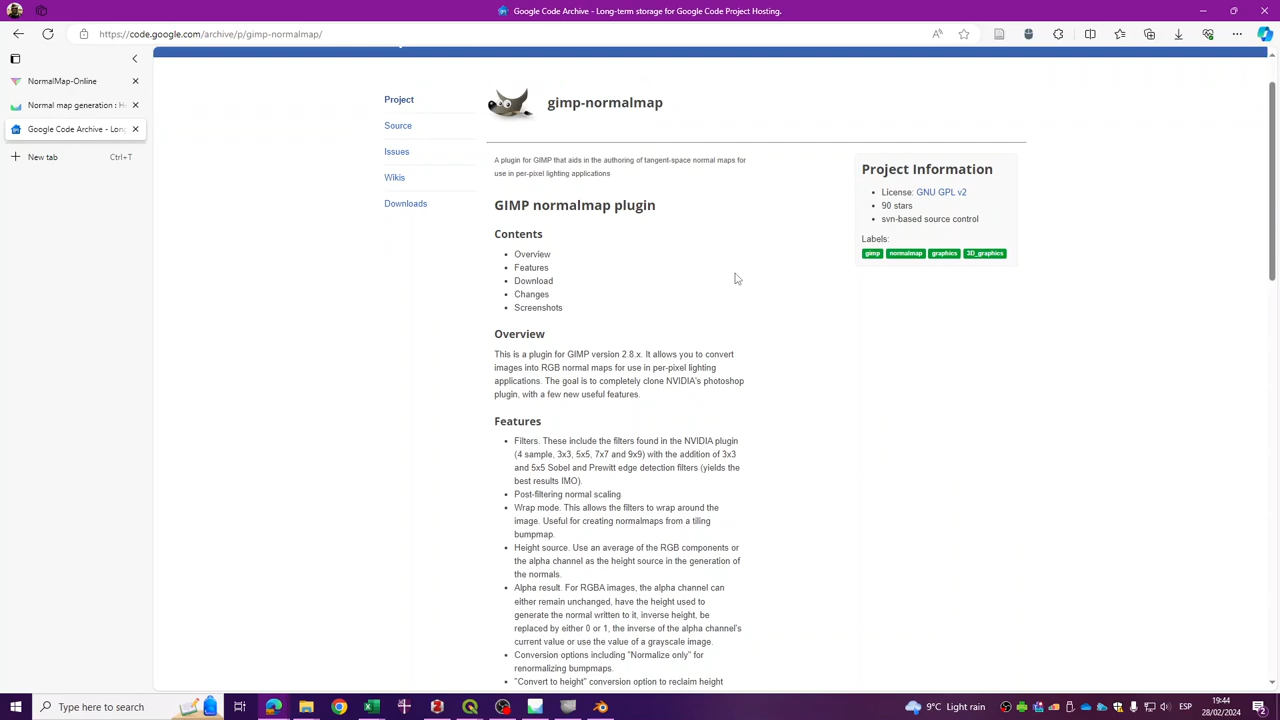 Google Code Archive - Long-term storage for Google Code Project Hosting.
https://code.google.com/archive/p/gimp-normalmap/
NormalMap-Online
Normal map generation : H
Google Code Archive - Long
New tab Ctrl+T
Project
Source
Issues
Wikis
Downloads
gimp-normalmap
A plugin for GIMP that aids in the authoring of tangent-space normal maps for
use in per-pixel lighting applications
GIMP normalmap plugin
Contents
Overview
Features
Download
Changes
Screenshots
Overview
This is a plugin for GIMP version 2.8.x. It allows you to convert
images into RGB normal maps for use in per-pixel lighting
applications. The goal is to completely clone NVIDIA's photoshop
plugin, with a few new useful features.
Features
Filters. These include the filters found in the NVIDIA plugin
(4 sample, 3x3, 5x5, 7x7 and 9x9) with the addition of 3x3
and 5x5 Sobel and Prewitt edge detection filters (yields the
best results IMO).
Post-filtering normal scaling
Wrap mode. This allows the filters to wrap around the
image. Useful for creating normalmaps from a tiling
bumpmap.
Height source. Use an average of the RGB components or
the alpha channel as the height source in the generation of
the normals.
Alpha result. For RGBA images, the alpha channel can
either remain unchanged, have the height used to
generate the normal written to it, inverse height, be
replaced by either 0 or 1, the inverse of the alpha channel's
current value or use the value of a grayscale image.
Conversion options including "Normalize only" for
renormalizing bumpmaps.
"Convert to height" conversion option to reclaim height
Project Information
License: GNU GPL v2
90 stars
svn-based source control
Labels:
gimp normalmap graphics 3D_graphics
Type here to search
9°C Light rain
ESP
19:44
28/02/2024